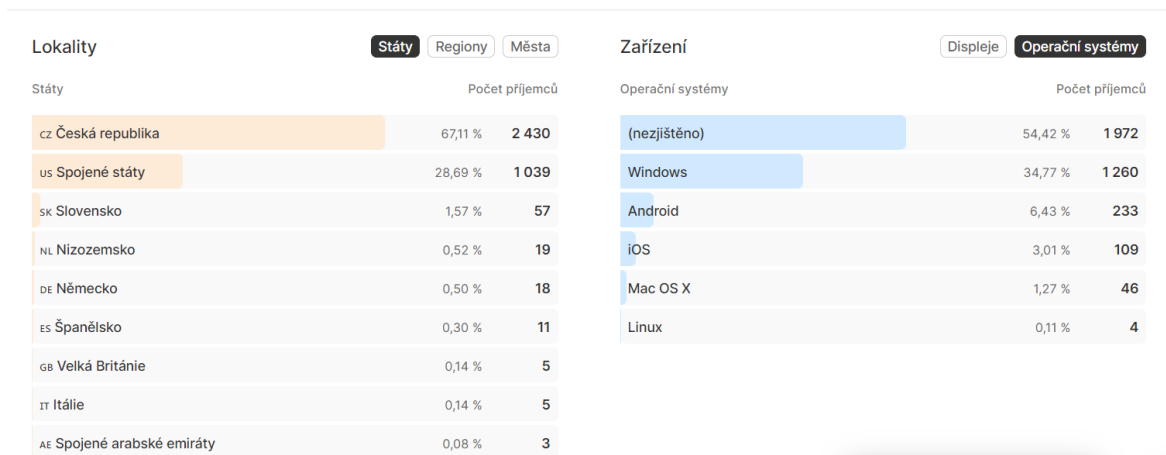 Lokality
Státy Regiony Města
Státy Počet příjemců
CZ Česká republika 67,11 % 2 430
US Spojené státy 28,69 % 1 039
SK Slovensko 1,57 % 57
NL Nizozemsko 0,52 % 19
DE Německo 0,50 % 18
ES Španělsko 0,30 % 11
GB Velká Británie 0,14 % 5
IT Itálie 0,14 % 5
AE Spojené arabské emiráty 0,08 % 3
Zařízení
Displeje Operační systémy
Operační systémy Počet příjemců
(nezjištěno) 54,42 % 1 972
Windows 34,77 % 1 260
Android 6,43 % 233
iOS 3,01 % 109
Mac OS X 1,27 % 46
Linux 0,11 % 4